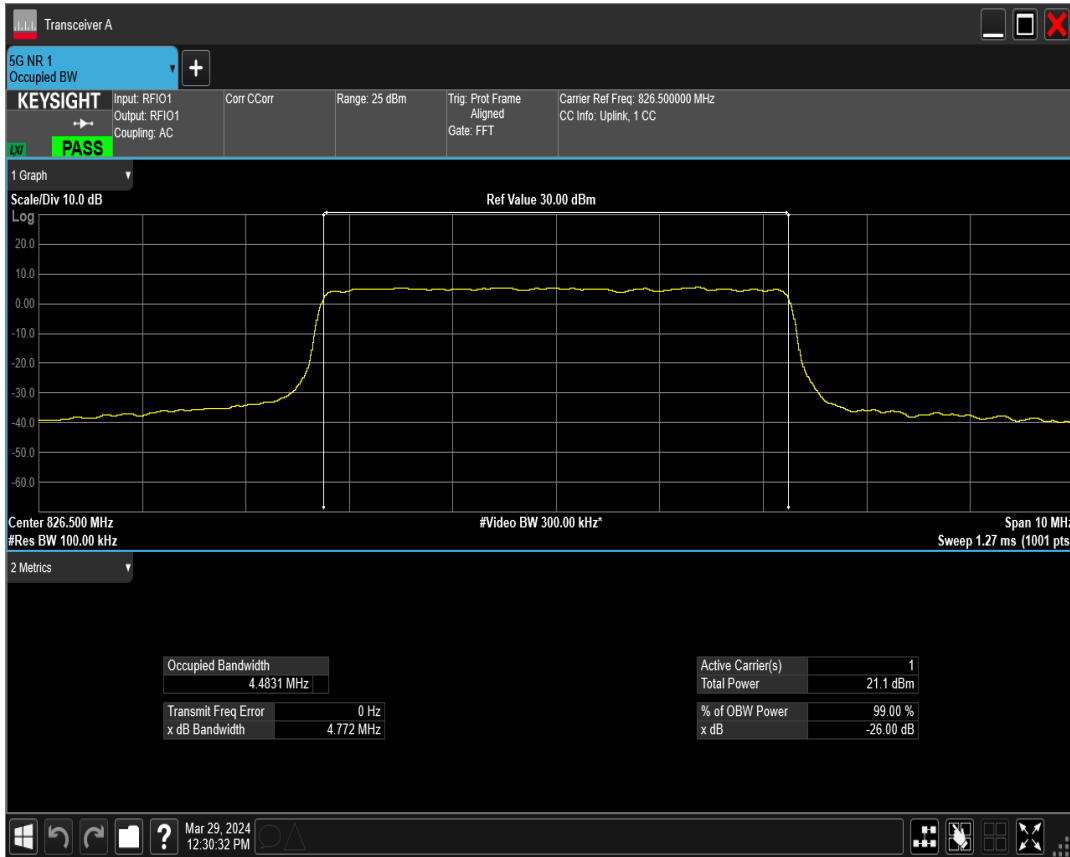 Transceiver A
5G NR 1
Occupied BW
+
KEYSIGHT
LXI
PASS
Input: RFIO1
Output: RFIO1
Coupling: AC
Corr CCorr
Range: 25 dBm
Trig: Prot Frame
Aligned
Gate: FFT
Carrier Ref Freq: 826.500000 MHz
CC Info: Uplink, 1 CC
1 Graph
Scale/Div 10.0 dB
Ref Value 30.00 dBm
Log
20.0
10.0
0.00
-10.0
-20.0
-30.0
-40.0
-50.0
-60.0
Center 826.500 MHz
#Video BW 300.00 kHz*
Span 10 MHz
#Res BW 100.00 kHz
Sweep 1.27 ms (1001 pts
2 Metrics
Occupied Bandwidth
4.4831 MHz
Transmit Freq Error 0 Hz
x dB Bandwidth 4.772 MHz
Active Carrier(s) 1
Total Power 21.1 dBm
% of OBW Power 99.00 %
x dB -26.00 dB
?
Mar 29, 2024
12:30:32 PM